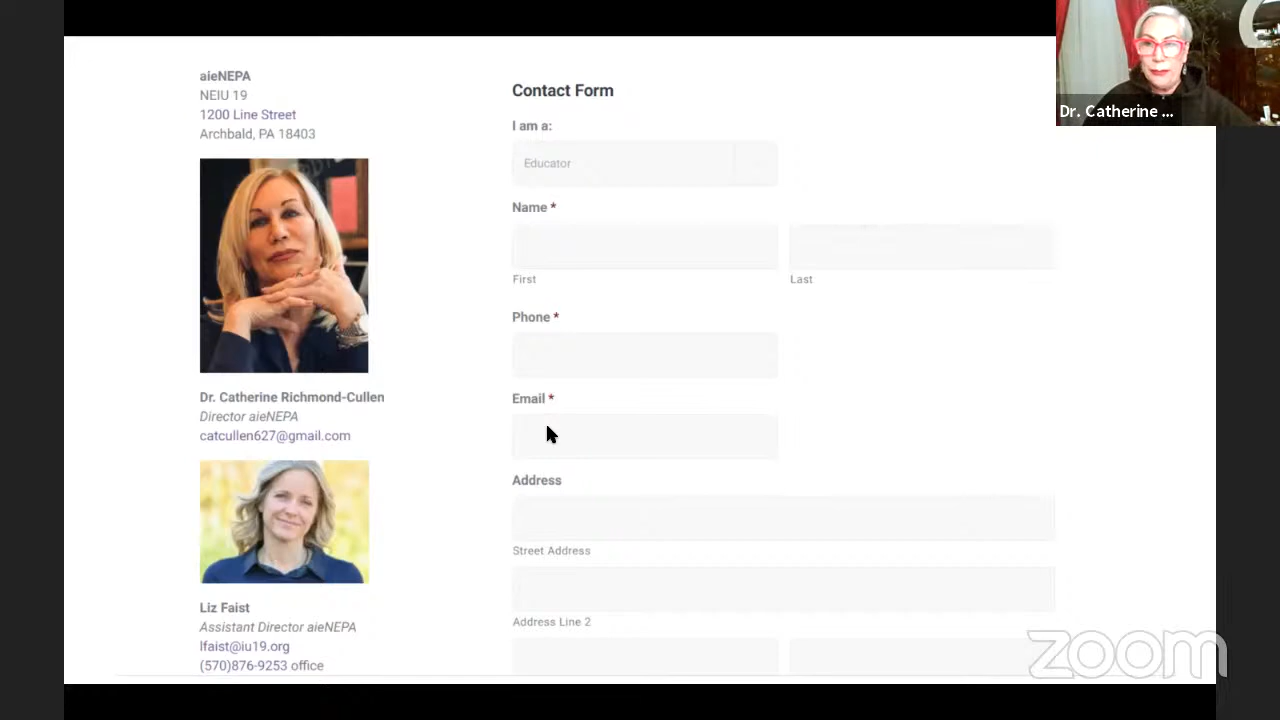 aieNEPA
NEIU 19
1200 Line Street
Archbald, PA 18403
Dr. Catherine Richmond-Cullen
Director aieNEPA
catcullen627@gmail.com
Liz Faist
Assistant Director aieNEPA
lfaist@iu19.org
(570)876-9253 office
Contact Form
I am a:
Educator
Name *
First
Last
Phone *
Email *
Address
Street Address
Address Line 2
Dr. Catherine ...
zoom